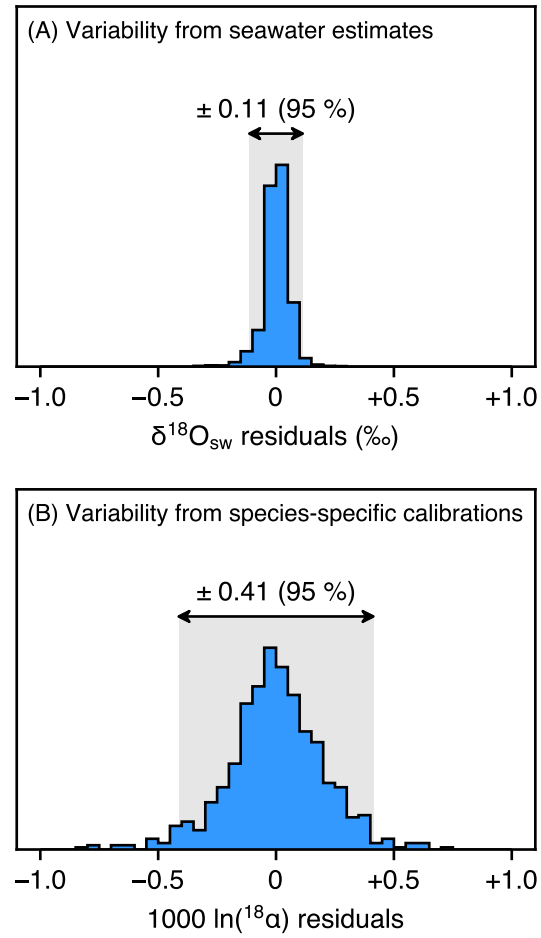 (A) Variability from seawater estimates
± 0.11 (95 %)
−1.0 −0.5 0 +0.5 +1.0
δ¹⁸Osw residuals (‰)
(B) Variability from species-specific calibrations
± 0.41 (95 %)
−1.0 −0.5 0 +0.5 +1.0
1000 ln(¹⁸α) residuals